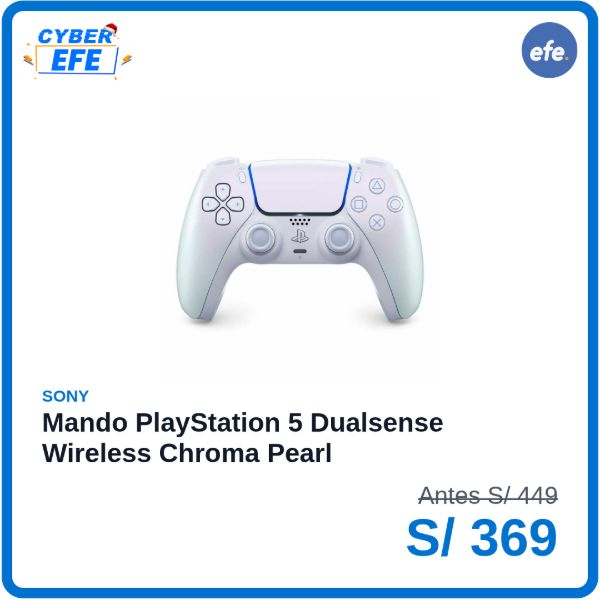 CYBER
EFE
efe.
SONY
Mando PlayStation 5 Dualsense
Wireless Chroma Pearl
Antes S/ 449
S/ 369